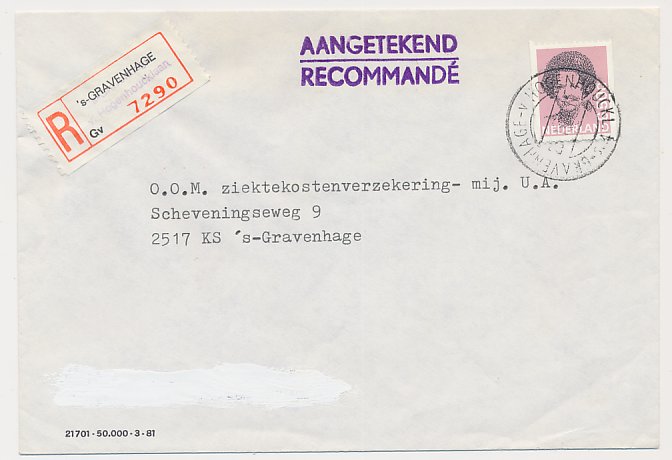 's-GRAVENHAGE
R
Gv 7290
AANGETEKEND
RECOMMANDÉ
NEDERLAND
O.O.M. ziektekostenverzekering- mij. U.A.
Scheveningseweg 9
2517 KS ´s-Gravenhage
21701-50.000-3-81